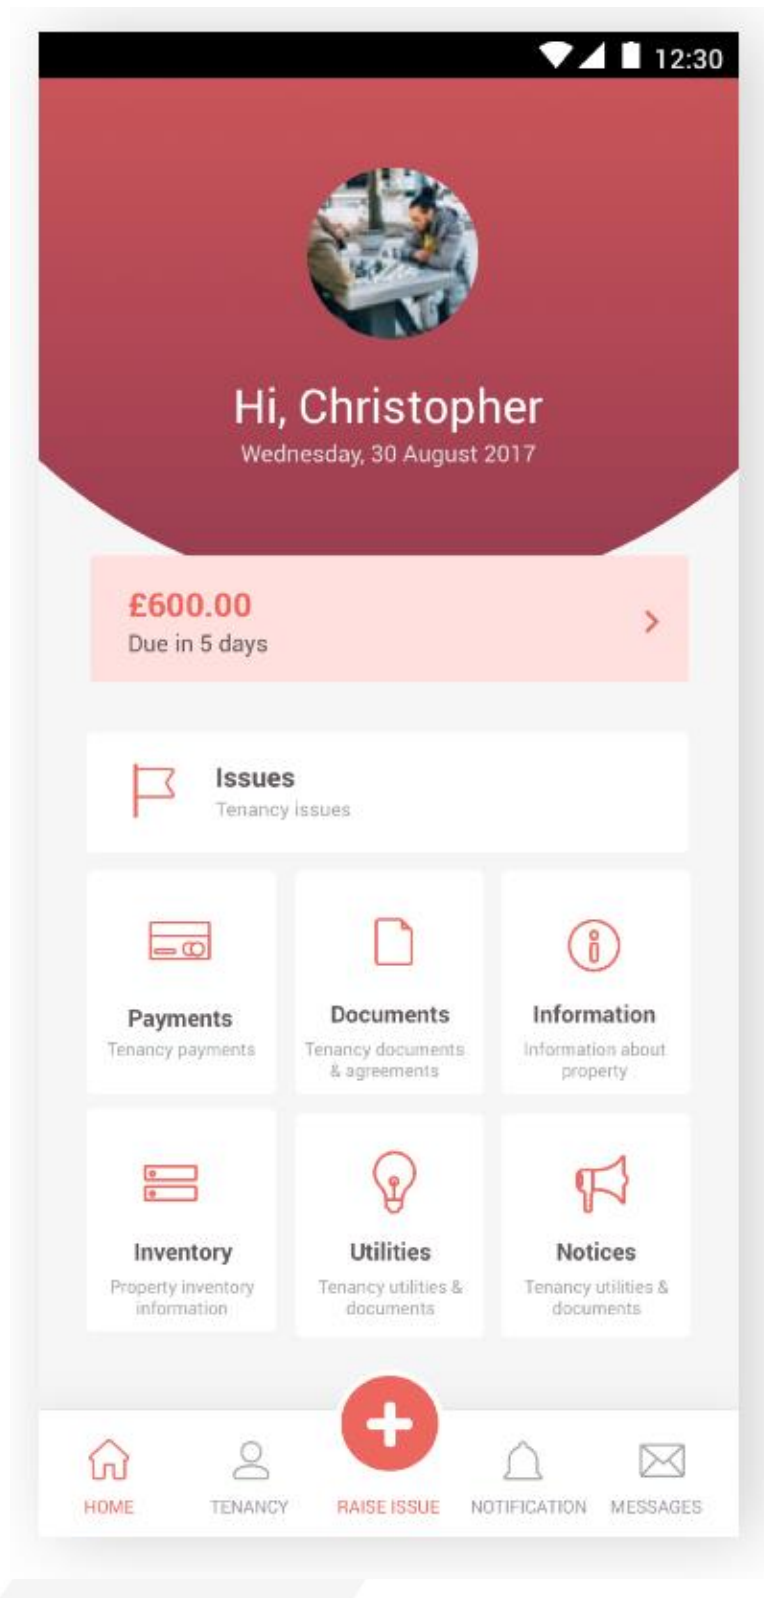 12:30
Hi, Christopher
Wednesday, 30 August 2017
£600.00
Due in 5 days
Issues
Tenancy issues
Payments
Tenancy payments
Documents
Tenancy documents
& agreements
Information
Information about
property
Inventory
Property inventory
information
Utilities
Tenancy utilities &
documents
Notices
Tenancy utilities &
documents
HOME
TENANCY
RAISE ISSUE
NOTIFICATION
MESSAGES